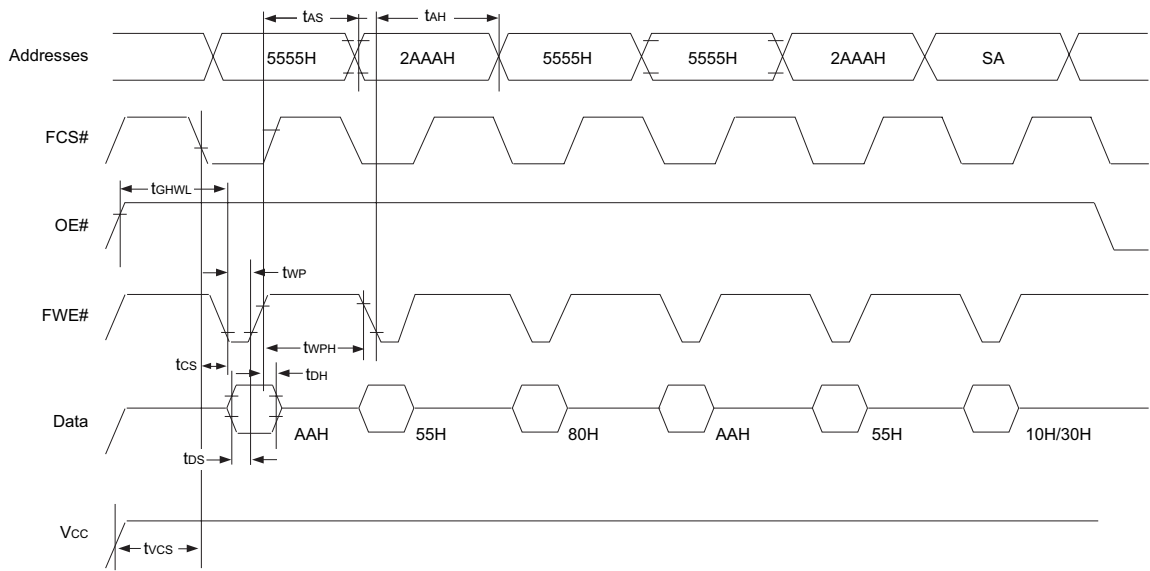 tAS
tAH
Addresses
5555H
2AAAH
5555H
5555H
2AAAH
SA
FCS#
tGHWL
OE#
tWP
FWE#
tWPH
tCS
tDH
Data
AAH
55H
80H
AAH
55H
10H/30H
tDS
VCC
tVCS